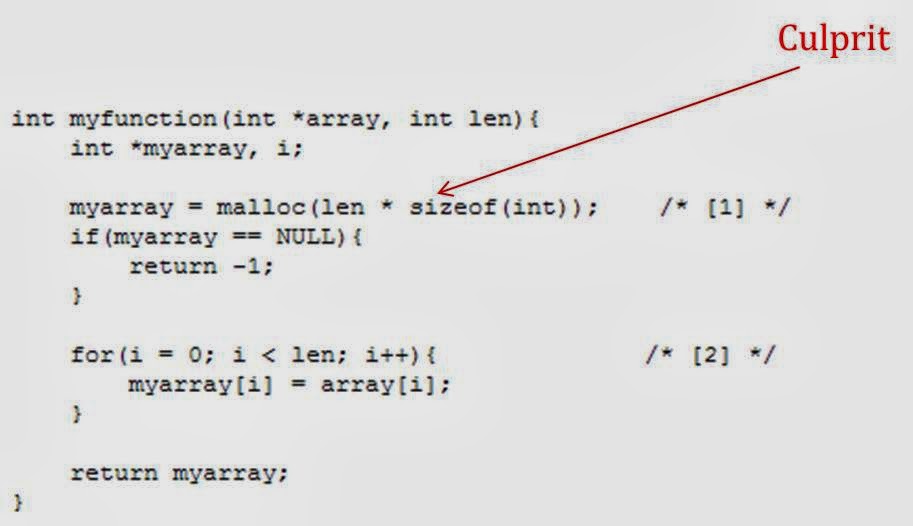 Culprit
int myfunction(int *array, int len){
    int *myarray, i;
    myarray = malloc(len * sizeof(int));    /* [1] */
    if(myarray == NULL){
        return -1;
    }
    for(i = 0; i < len; i++){              /* [2] */
        myarray[i] = array[i];
    }
    return myarray;
}